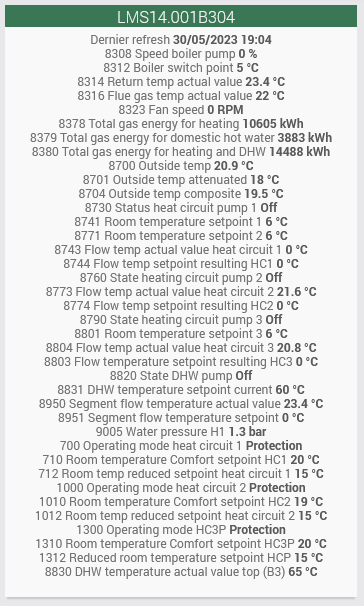 LMS14.001B304
Dernier refresh 30/05/2023 19:04
8308 Speed boiler pump 0 %
8312 Boiler switch point 5 °C
8314 Return temp actual value 23.4 °C
8316 Flue gas temp actual value 22 °C
8323 Fan speed 0 RPM
8378 Total gas energy for heating 10605 kWh
8379 Total gas energy for domestic hot water 3883 kWh
8380 Total gas energy for heating and DHW 14488 kWh
8700 Outside temp 20.9 °C
8701 Outside temp attenuated 18 °C
8704 Outside temp composite 19.5 °C
8730 Status heat circuit pump 1 Off
8741 Room temperature setpoint 1 6 °C
8771 Room temperature setpoint 2 6 °C
8743 Flow temp actual value heat circuit 1 0 °C
8744 Flow temp setpoint resulting HC1 0 °C
8760 State heating circuit pump 2 Off
8773 Flow temp actual value heat circuit 2 21.6 °C
8774 Flow temp setpoint resulting HC2 0 °C
8790 State heating circuit pump 3 Off
8801 Room temperature setpoint 3 6 °C
8804 Flow temp actual value heat circuit 3 20.8 °C
8803 Flow temperature setpoint resulting HC3 0 °C
8820 State DHW pump Off
8831 DHW temperature setpoint current 60 °C
8950 Segment flow temperature actual value 23.4 °C
8951 Segment flow temperature setpoint 0 °C
9005 Water pressure H1 1.3 bar
700 Operating mode heat circuit 1 Protection
710 Room temperature Comfort setpoint HC1 20 °C
712 Room temp reduced setpoint heat circuit 1 15 °C
1000 Operating mode heat circuit 2 Protection
1010 Room temperature Comfort setpoint HC2 19 °C
1012 Room temp reduced setpoint heat circuit 2 15 °C
1300 Operating mode HC3P Protection
1310 Room temperature Comfort setpoint HC3P 20 °C
1312 Reduced room temperature setpoint HCP 15 °C
8830 DHW temperature actual value top (B3) 65 °C